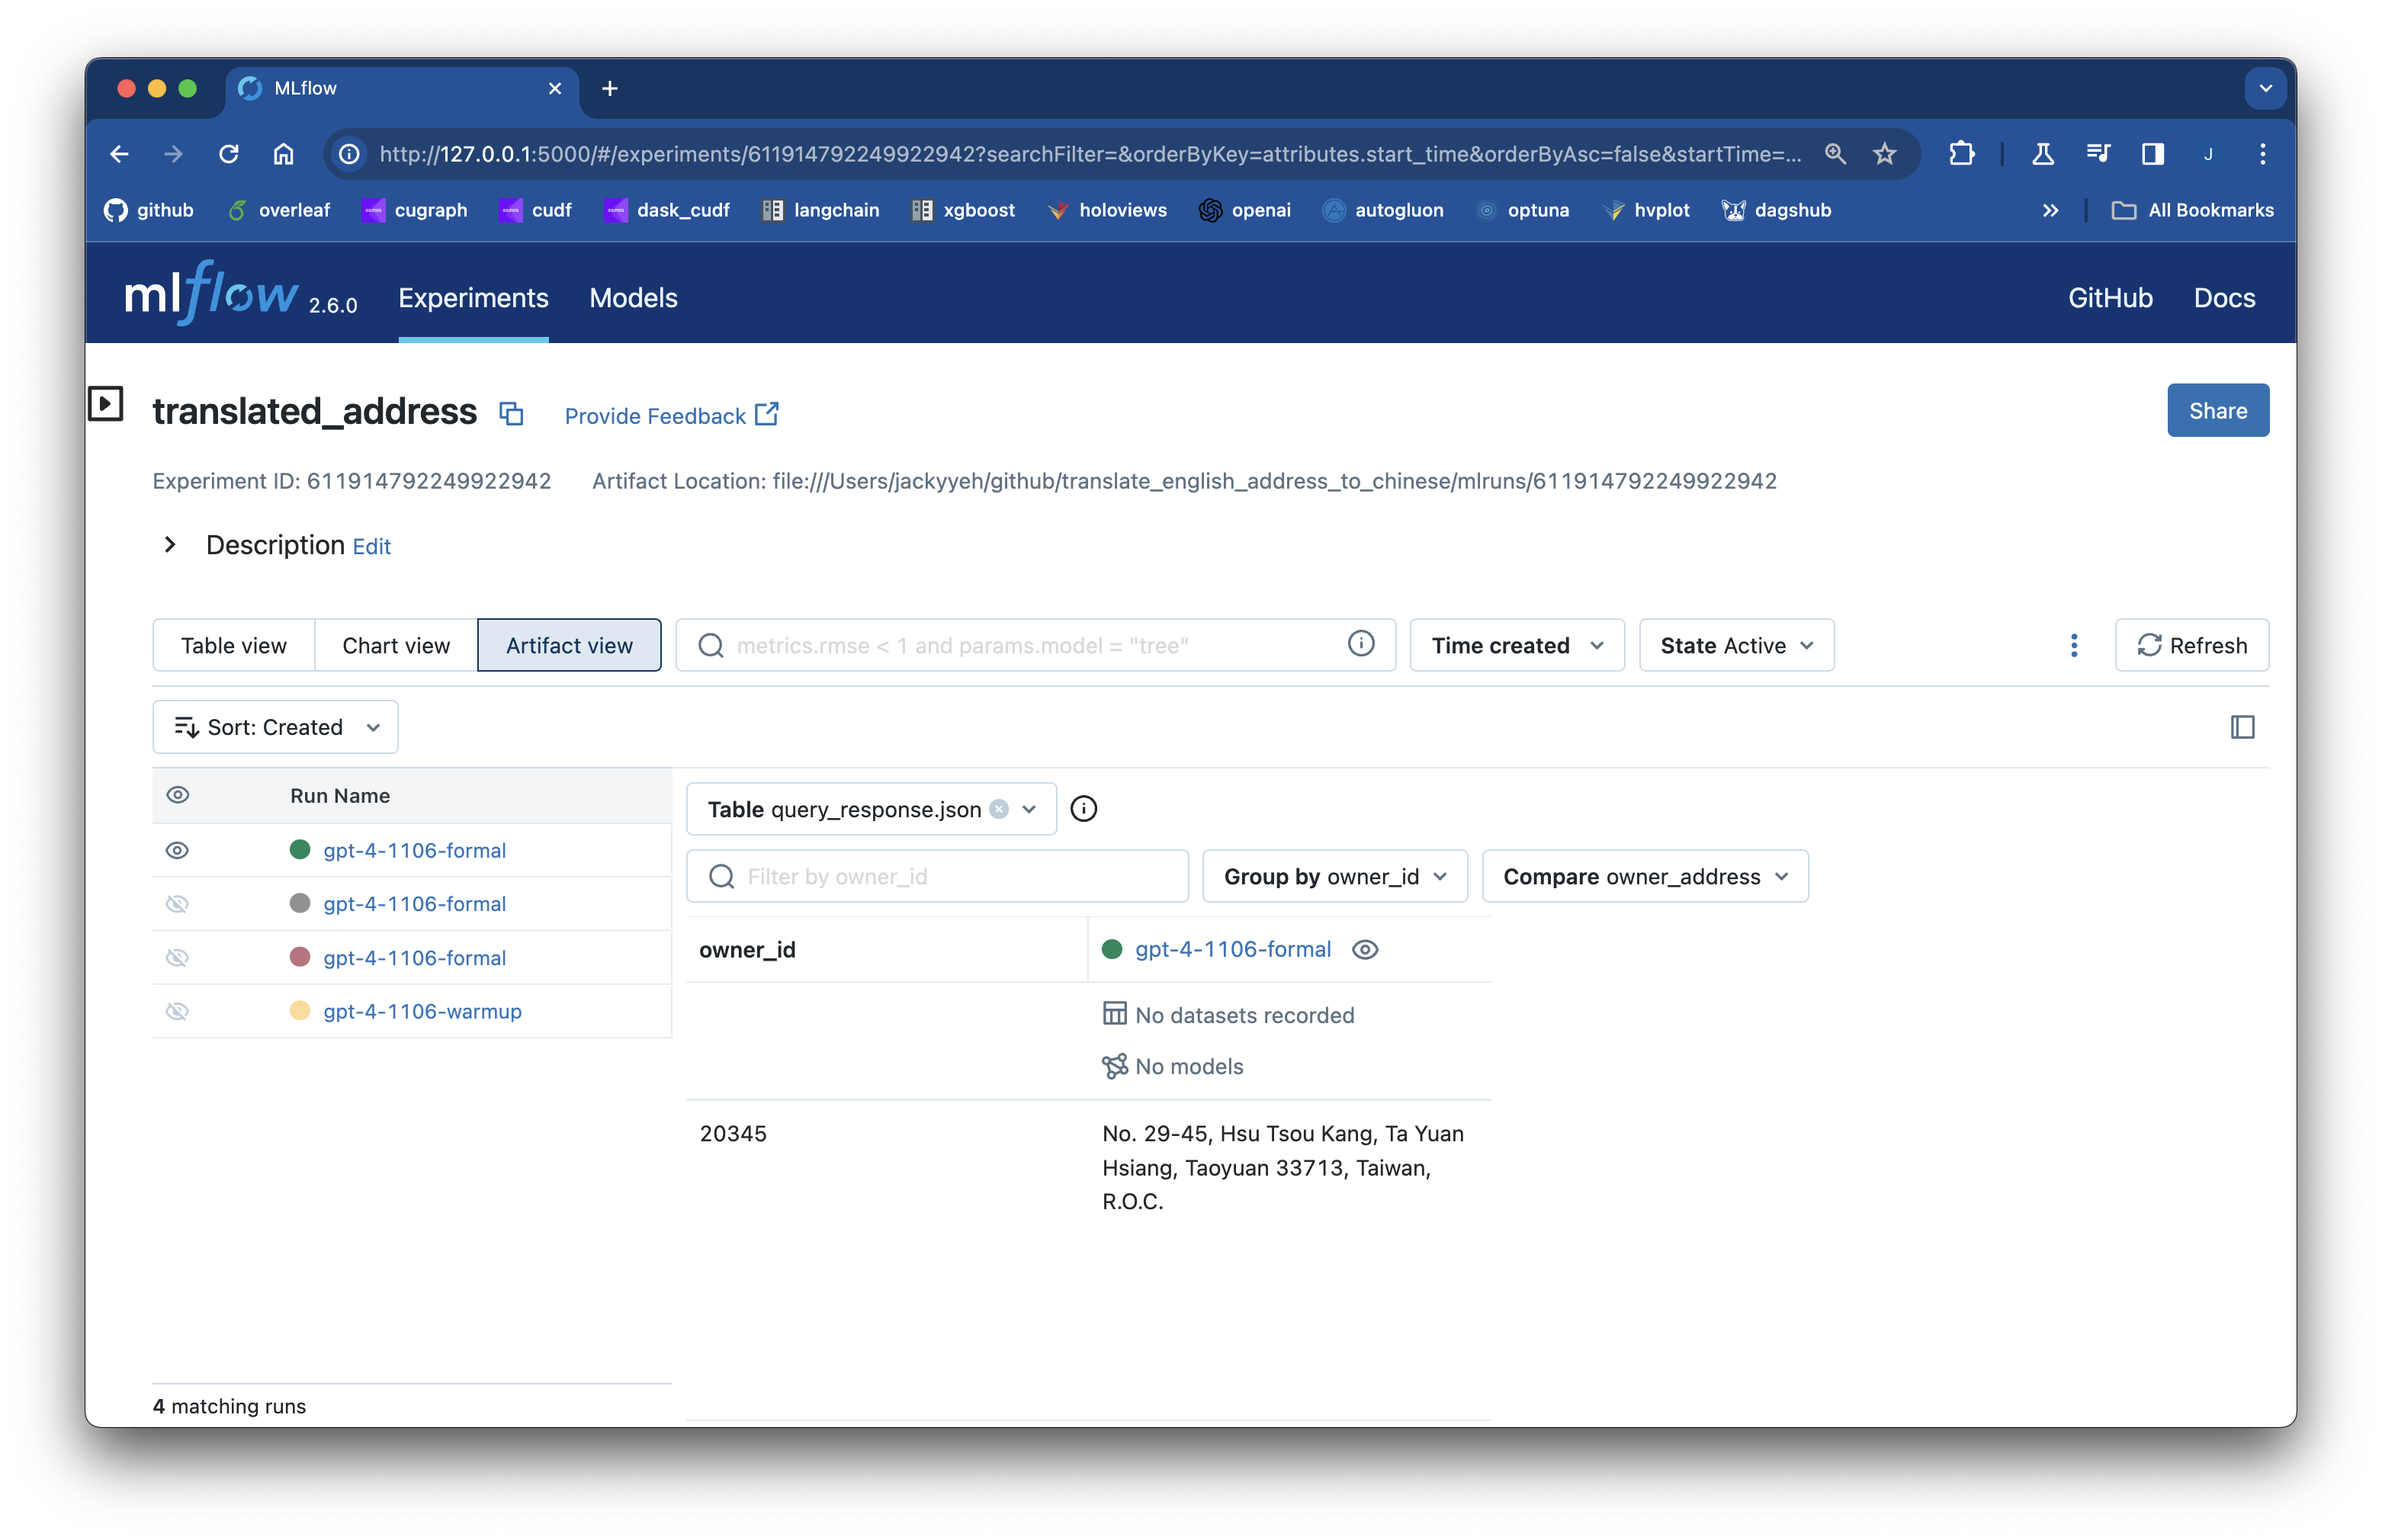 MLflow
http://127.0.0.1:5000/#/experiments/611914792249922942?searchFilter=&orderByKey=attributes.start_time&orderByAsc=false&startTime=...
J
github overleaf cugraph cudf dask_cudf langchain xgboost holoviews openai autogluon optuna hvplot dagshub All Bookmarks
mlflow 2.6.0 Experiments Models GitHub Docs
translated_address Provide Feedback Share
Experiment ID: 611914792249922942 Artifact Location: file:///Users/jackyyeh/github/translate_english_address_to_chinese/mlruns/611914792249922942
Description Edit
Table view Chart view Artifact view metrics.rmse < 1 and params.model = "tree" Time created State Active Refresh
Sort: Created
Run Name
gpt-4-1106-formal
gpt-4-1106-formal
gpt-4-1106-formal
gpt-4-1106-warmup
4 matching runs
Table query_response.json
Filter by owner_id Group by owner_id Compare owner_address
owner_id gpt-4-1106-formal
No datasets recorded
No models
20345 No. 29-45, Hsu Tsou Kang, Ta Yuan
Hsiang, Taoyuan 33713, Taiwan,
R.O.C.